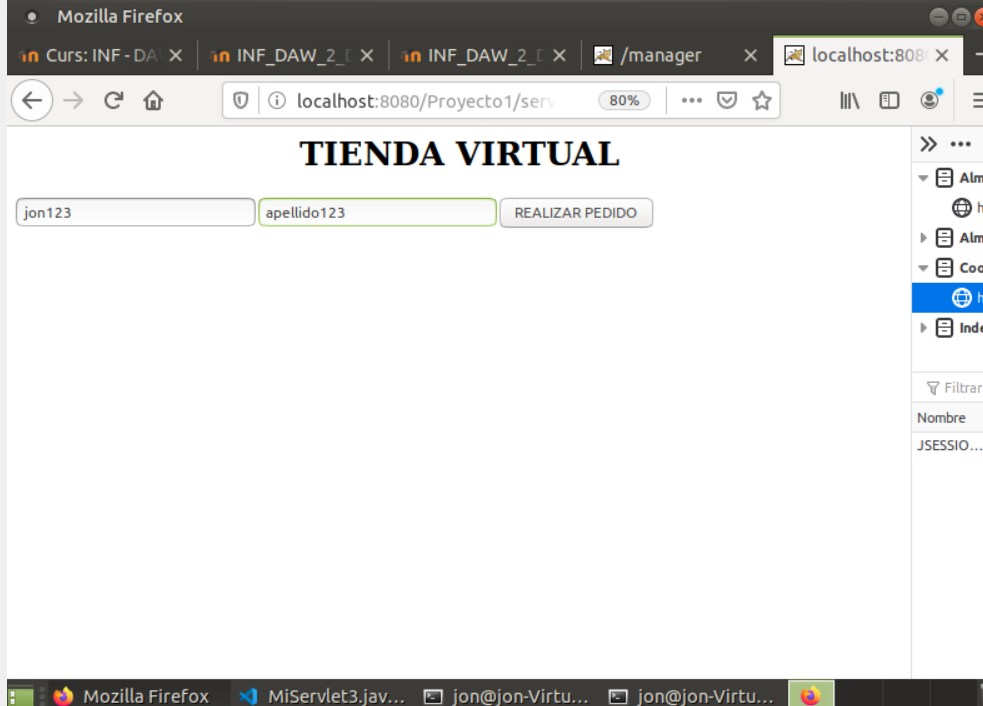 Mozilla Firefox
Curs: INF - DA
INF_DAW_2_D
INF_DAW_2_D
/manager
localhost:808
localhost:8080/Proyecto1/serv
80%
TIENDA VIRTUAL
jon123
apellido123
REALIZAR PEDIDO
Alm
h
Alm
Coo
h
Inde
Filtrar
Nombre
JSESSIO...
Mozilla Firefox
MiServlet3.jav...
jon@jon-Virtu...
jon@jon-Virtu...